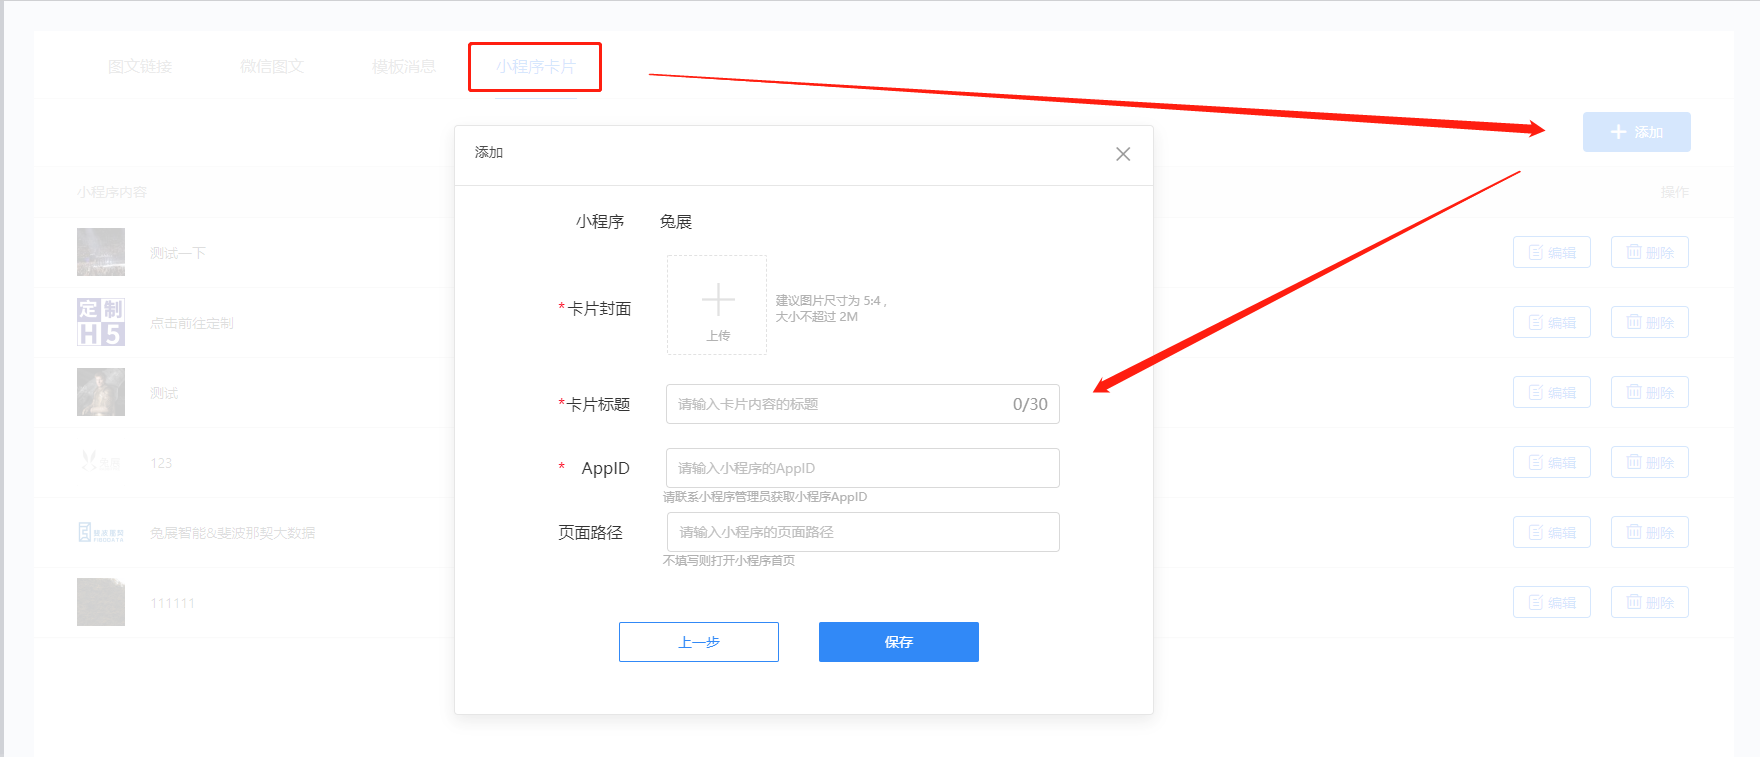 图文链接
微信图文
模板消息
小程序卡片
添加
添加
小程序内容
操作
小程序 兔展
测试一下
编辑
删除
*卡片封面
上传
建议图片尺寸为 5:4 ,
大小不超过 2M
定制
H5
点击前往定制
编辑
删除
测试
编辑
删除
*卡片标题
请输入卡片内容的标题
0/30
123
编辑
删除
* AppID
请输入小程序的AppID
请联系小程序管理员获取小程序AppID
兔展智能&斐波那契大数据
编辑
删除
页面路径
请输入小程序的页面路径
不填写则打开小程序首页
111111
编辑
删除
上一步
保存